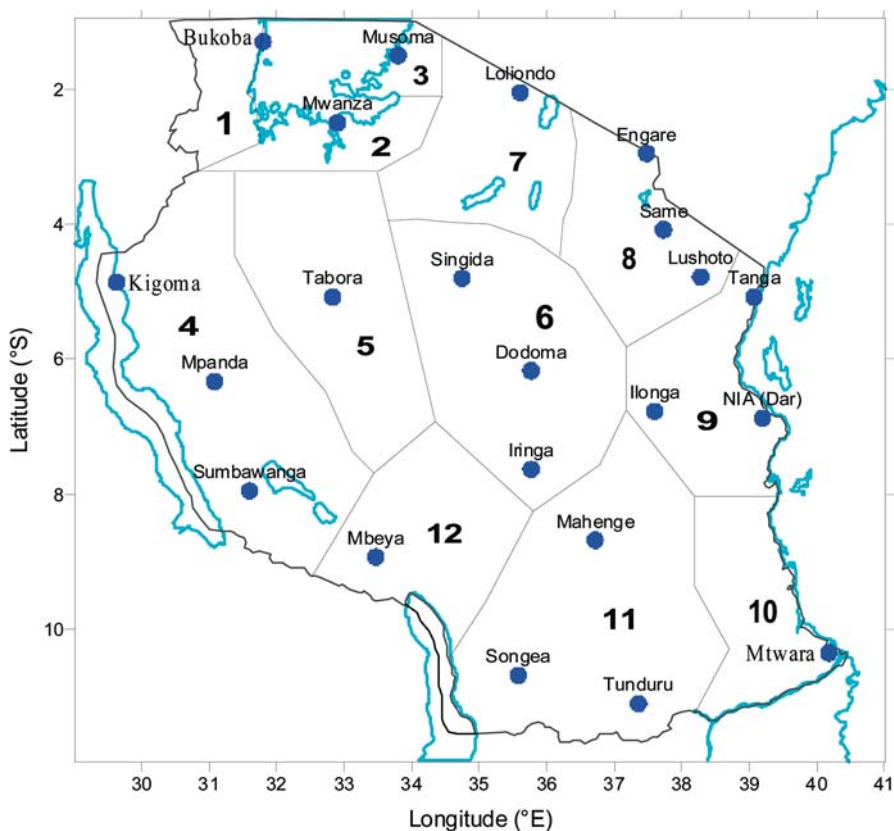 Bukoba
Musoma
3
2
Loliondo
Mwanza
1
2
7
Engare
Same
4
8
Lushoto
Singida
Tanga
Kigoma
Tabora
6
4
5
6
Dodoma
Mpanda
Ilonga
NIA (Dar)
9
Iringa
Sumbawanga
8
Mbeya
12
Mahenge
10
10
11
Mtwara
Songea
Tunduru
Latitude (°S)
30 31 32 33 34 35 36 37 38 39 40 41
Longitude (°E)